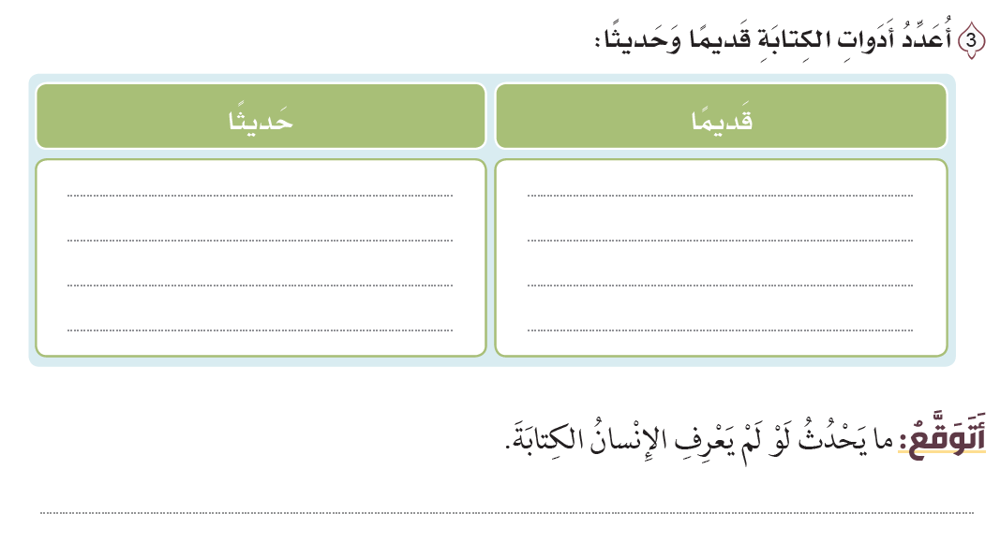 3 أُعَدِّدُ أَدَواتِ الكِتابَةِ قَديمًا وَحَديثًا:
قَديمًا
حَديثًا
أَتَوَقَّعُ: ما يَحْدُثُ لَوْ لَمْ يَعْرِفِ الإِنْسانُ الكِتابَةَ.